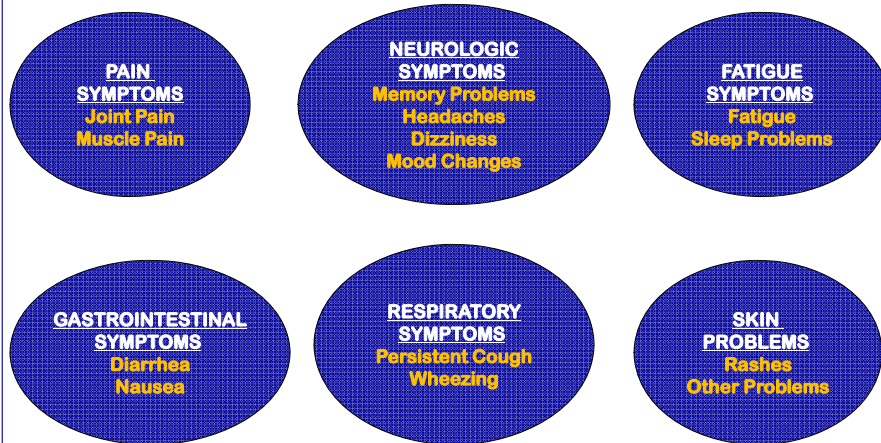 PAIN
SYMPTOMS
Joint Pain
Muscle Pain
NEUROLOGIC
SYMPTOMS
Memory Problems
Headaches
Dizziness
Mood Changes
FATIGUE
SYMPTOMS
Fatigue
Sleep Problems
GASTROINTESTINAL
SYMPTOMS
Diarrhea
Nausea
RESPIRATORY
SYMPTOMS
Persistent Cough
Wheezing
SKIN
PROBLEMS
Rashes
Other Problems